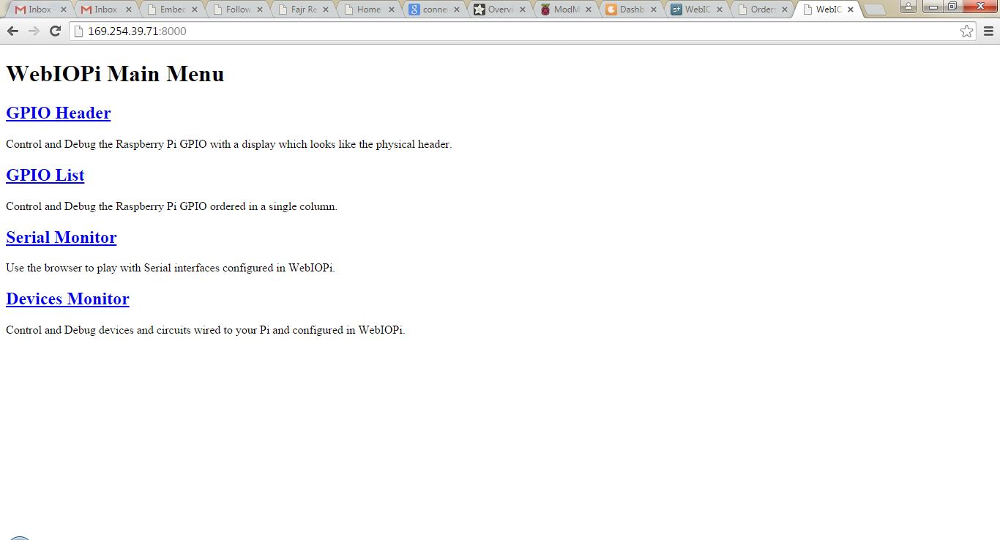 Inbox Inbox Embec Follow Fajr Re Home conne Overvi ModM Dashb WebIC Order: WebIC
169.254.39.71:8000
WebIOPi Main Menu
GPIO Header
Control and Debug the Raspberry Pi GPIO with a display which looks like the physical header.
GPIO List
Control and Debug the Raspberry Pi GPIO ordered in a single column.
Serial Monitor
Use the browser to play with Serial interfaces configured in WebIOPi.
Devices Monitor
Control and Debug devices and circuits wired to your Pi and configured in WebIOPi.